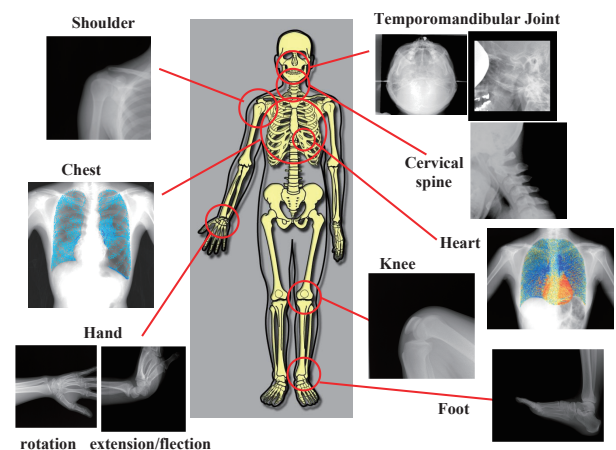 Shoulder
Temporomandibular Joint
Chest
Cervical
spine
Heart
Knee
Hand
Foot
rotation
extension/flection